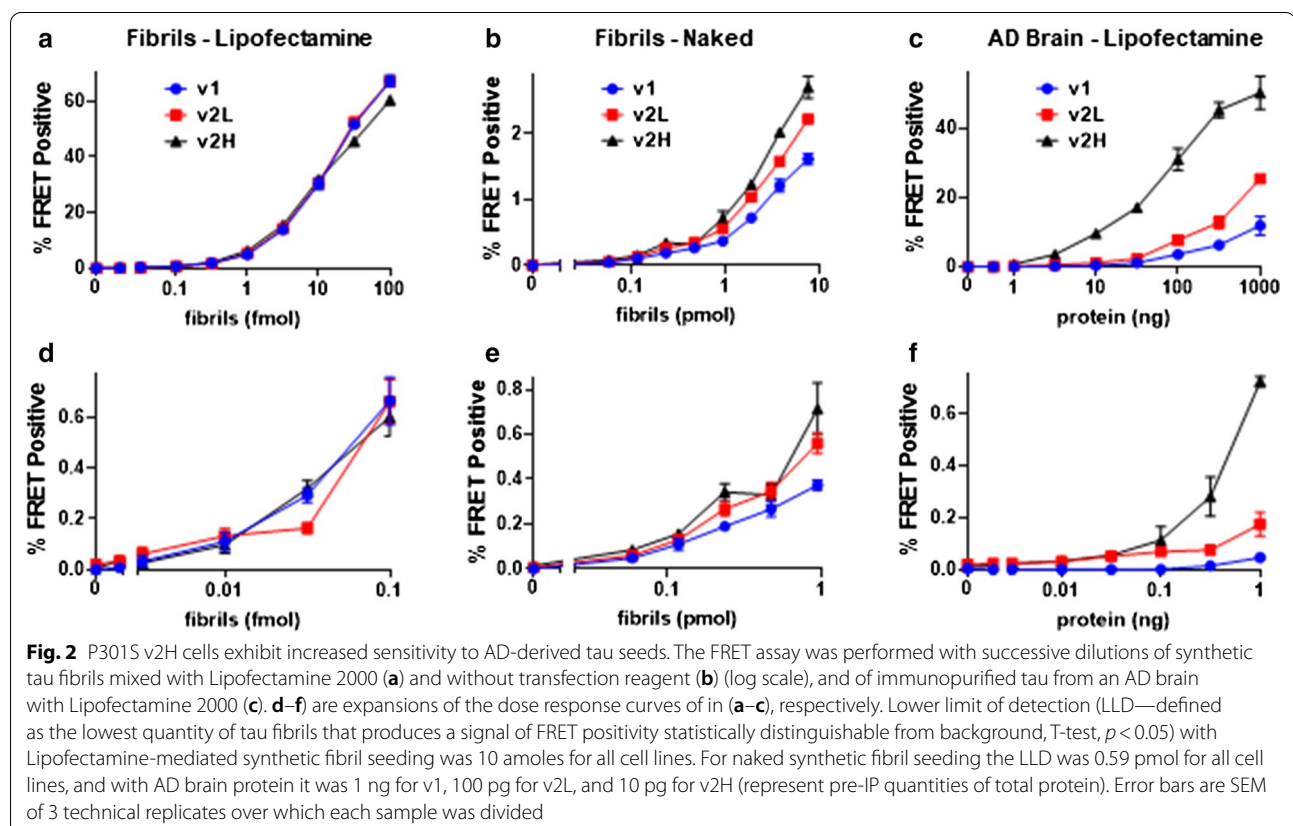 a Fibrils - Lipofectamine
% FRET Positive
60
40
20
0
v1
v2L
v2H
0 0.1 1 10 100
fibrils (fmol)
b Fibrils - Naked
% FRET Positive
2
1
0
v1
v2L
v2H
0 0.1 1 10
fibrils (pmol)
c AD Brain - Lipofectamine
% FRET Positive
40
20
0
v1
v2L
v2H
0 1 10 100 1000
protein (ng)
d
% FRET Positive
0.6
0.4
0.2
0.0
0 0.01 0.1
fibrils (fmol)
e
% FRET Positive
0.8
0.6
0.4
0.2
0.0
0 0.1 1
fibrils (pmol)
f
% FRET Positive
0.6
0.4
0.2
0.0
0 0.01 0.1 1
protein (ng)
Fig. 2 P301S v2H cells exhibit increased sensitivity to AD-derived tau seeds. The FRET assay was performed with successive dilutions of synthetic
tau fibrils mixed with Lipofectamine 2000 (a) and without transfection reagent (b) (log scale), and of immunopurified tau from an AD brain
with Lipofectamine 2000 (c). d–f) are expansions of the dose response curves of in (a–c), respectively. Lower limit of detection (LLD—defined
as the lowest quantity of tau fibrils that produces a signal of FRET positivity statistically distinguishable from background, T-test, p < 0.05) with
Lipofectamine-mediated synthetic fibril seeding was 10 amoles for all cell lines. For naked synthetic fibril seeding the LLD was 0.59 pmol for all cell
lines, and with AD brain protein it was 1 ng for v1, 100 pg for v2L, and 10 pg for v2H (represent pre-IP quantities of total protein). Error bars are SEM
of 3 technical replicates over which each sample was divided